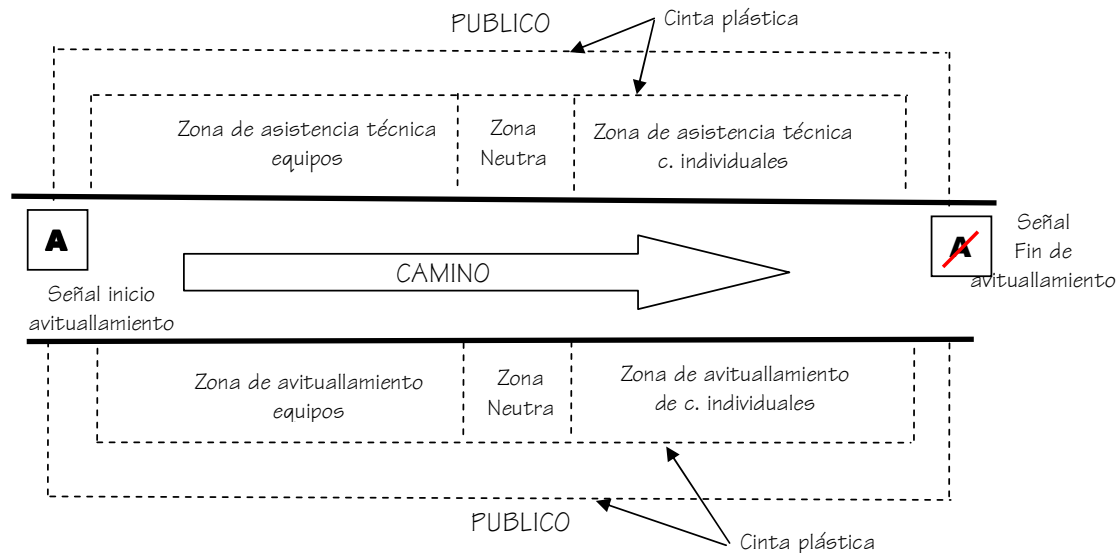 PUBLICO
Cinta plástica
Zona de asistencia técnica
equipos
Zona
Neutra
Zona de asistencia técnica
c. individuales
A
CAMINO
A
Señal
Fin de
avituallamiento
Señal inicio
avituallamiento
Zona de avituallamiento
equipos
Zona
Neutra
Zona de avituallamiento
de c. individuales
PUBLICO
Cinta plástica